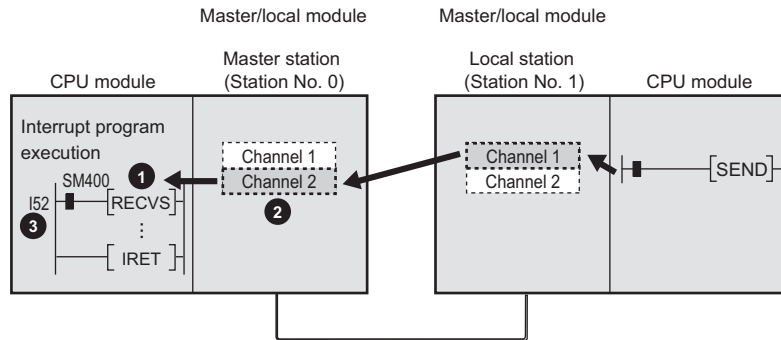 Master/local module
Master/local module
CPU module
Master station
(Station No. 0)
Local station
(Station No. 1)
CPU module
Interrupt program
execution
SM400
1
I52
RECVS
3
⋮
IRET
Channel 1
Channel 2
2
Channel 1
Channel 2
SEND